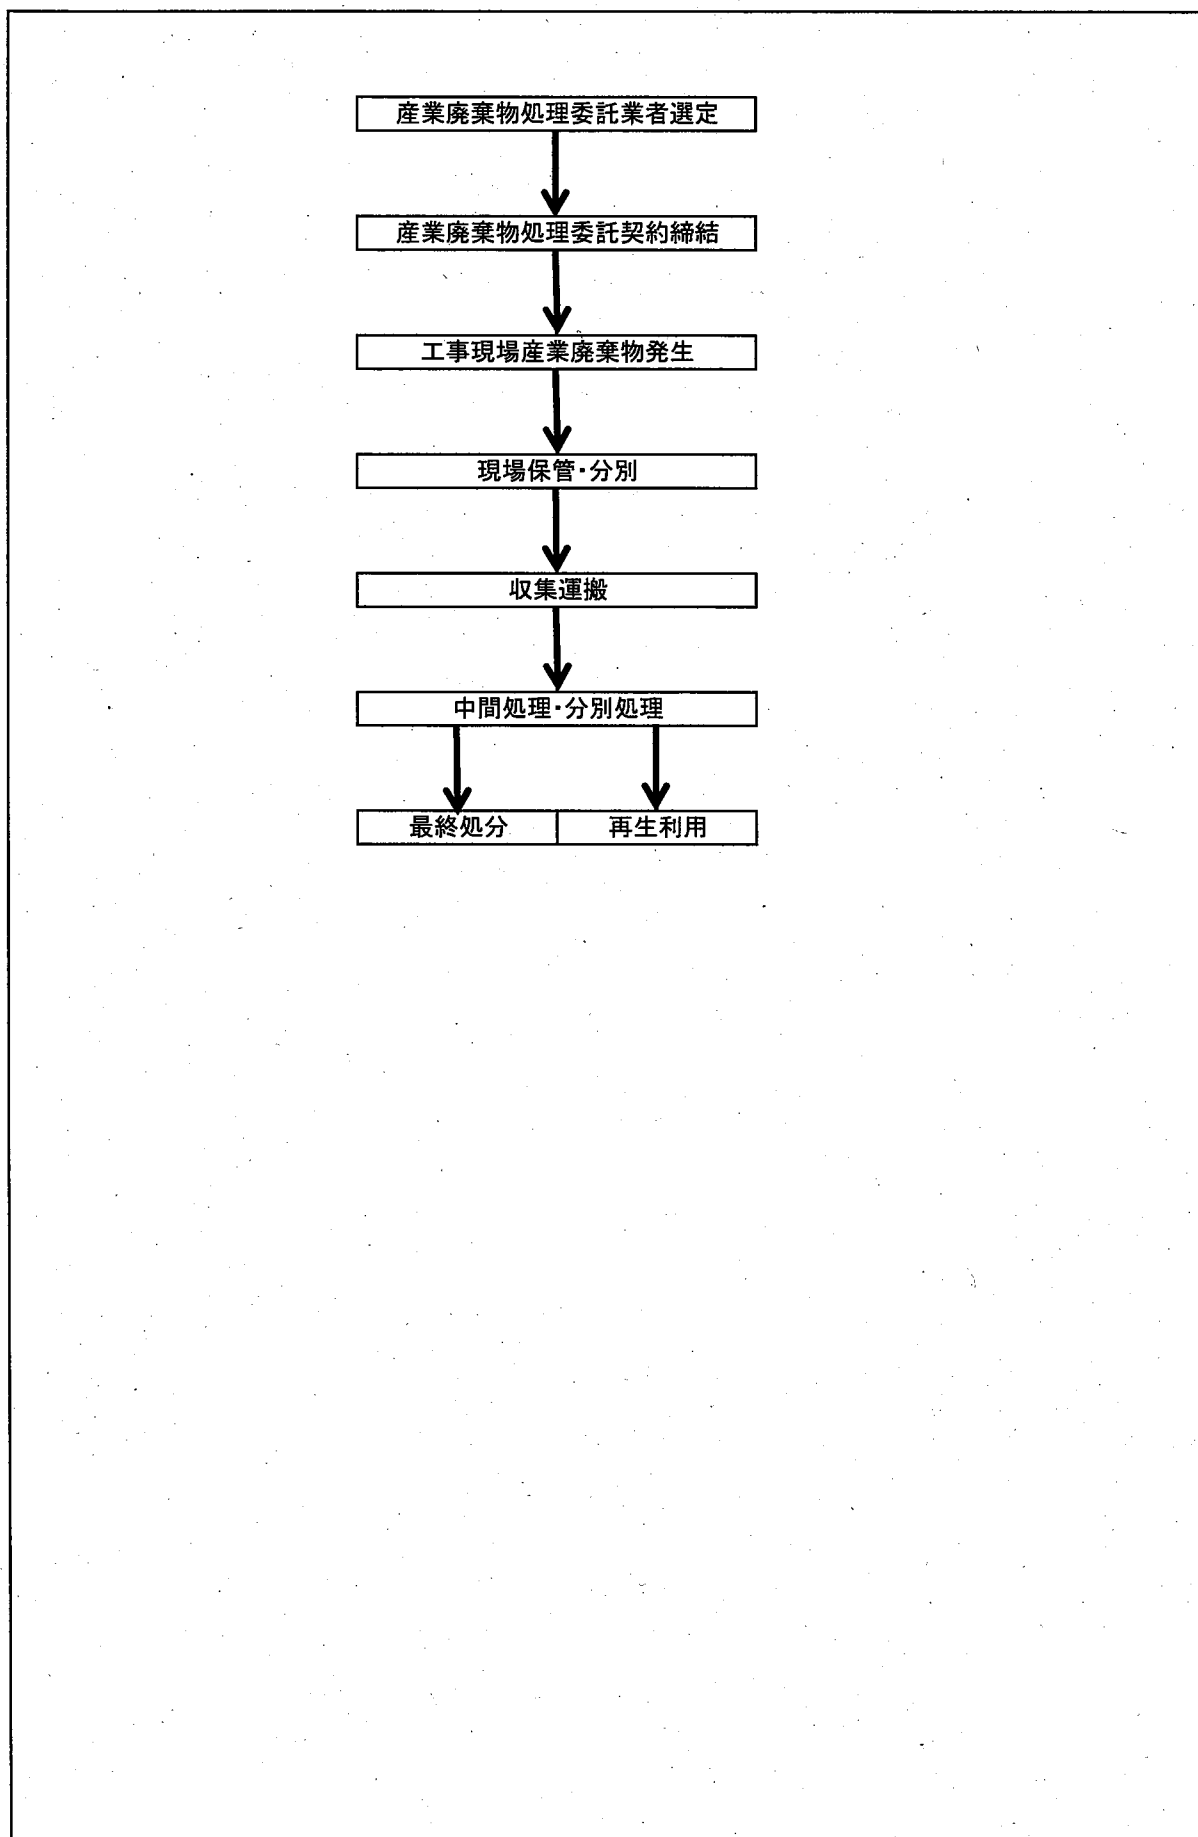 産業廃棄物処理委託業者選定
産業廃棄物処理委託契約締結
工事現場産業廃棄物発生
現場保管・分別
収集運搬
中間処理・分別処理
最終処分
再生利用